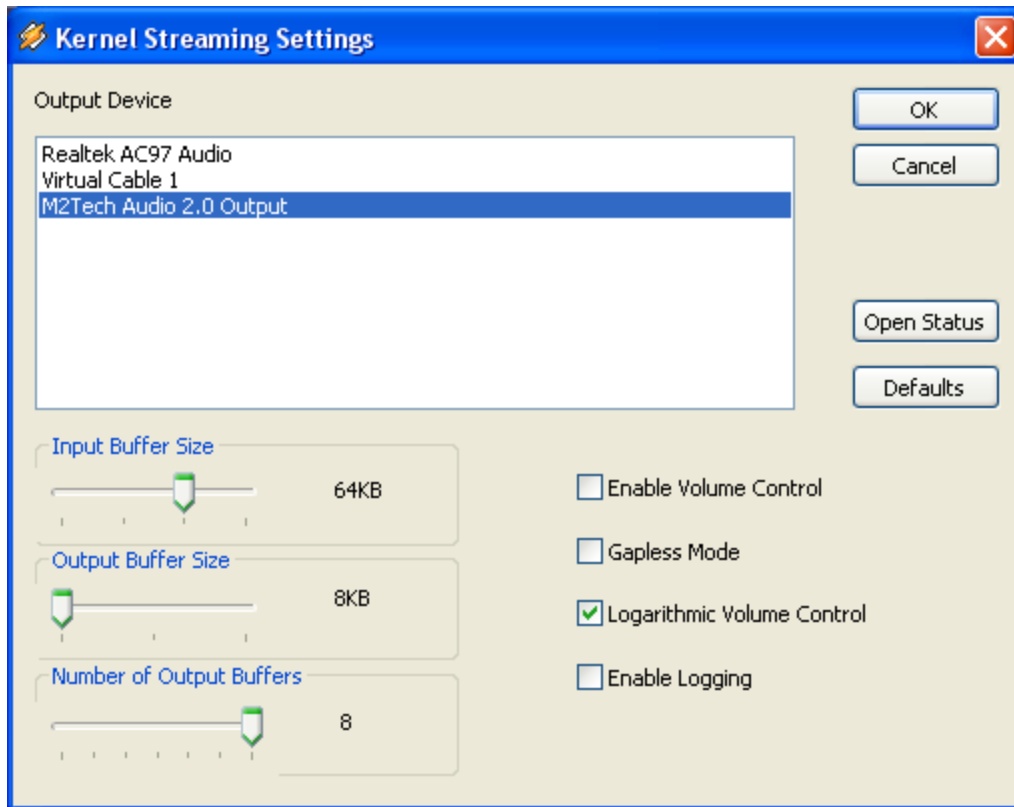 Kernel Streaming Settings
Output Device
Realtek AC97 Audio
Virtual Cable 1
M2Tech Audio 2.0 Output
OK
Cancel
Open Status
Defaults
Input Buffer Size
64KB
Output Buffer Size
8KB
Number of Output Buffers
8
Enable Volume Control
Gapless Mode
Logarithmic Volume Control
Enable Logging